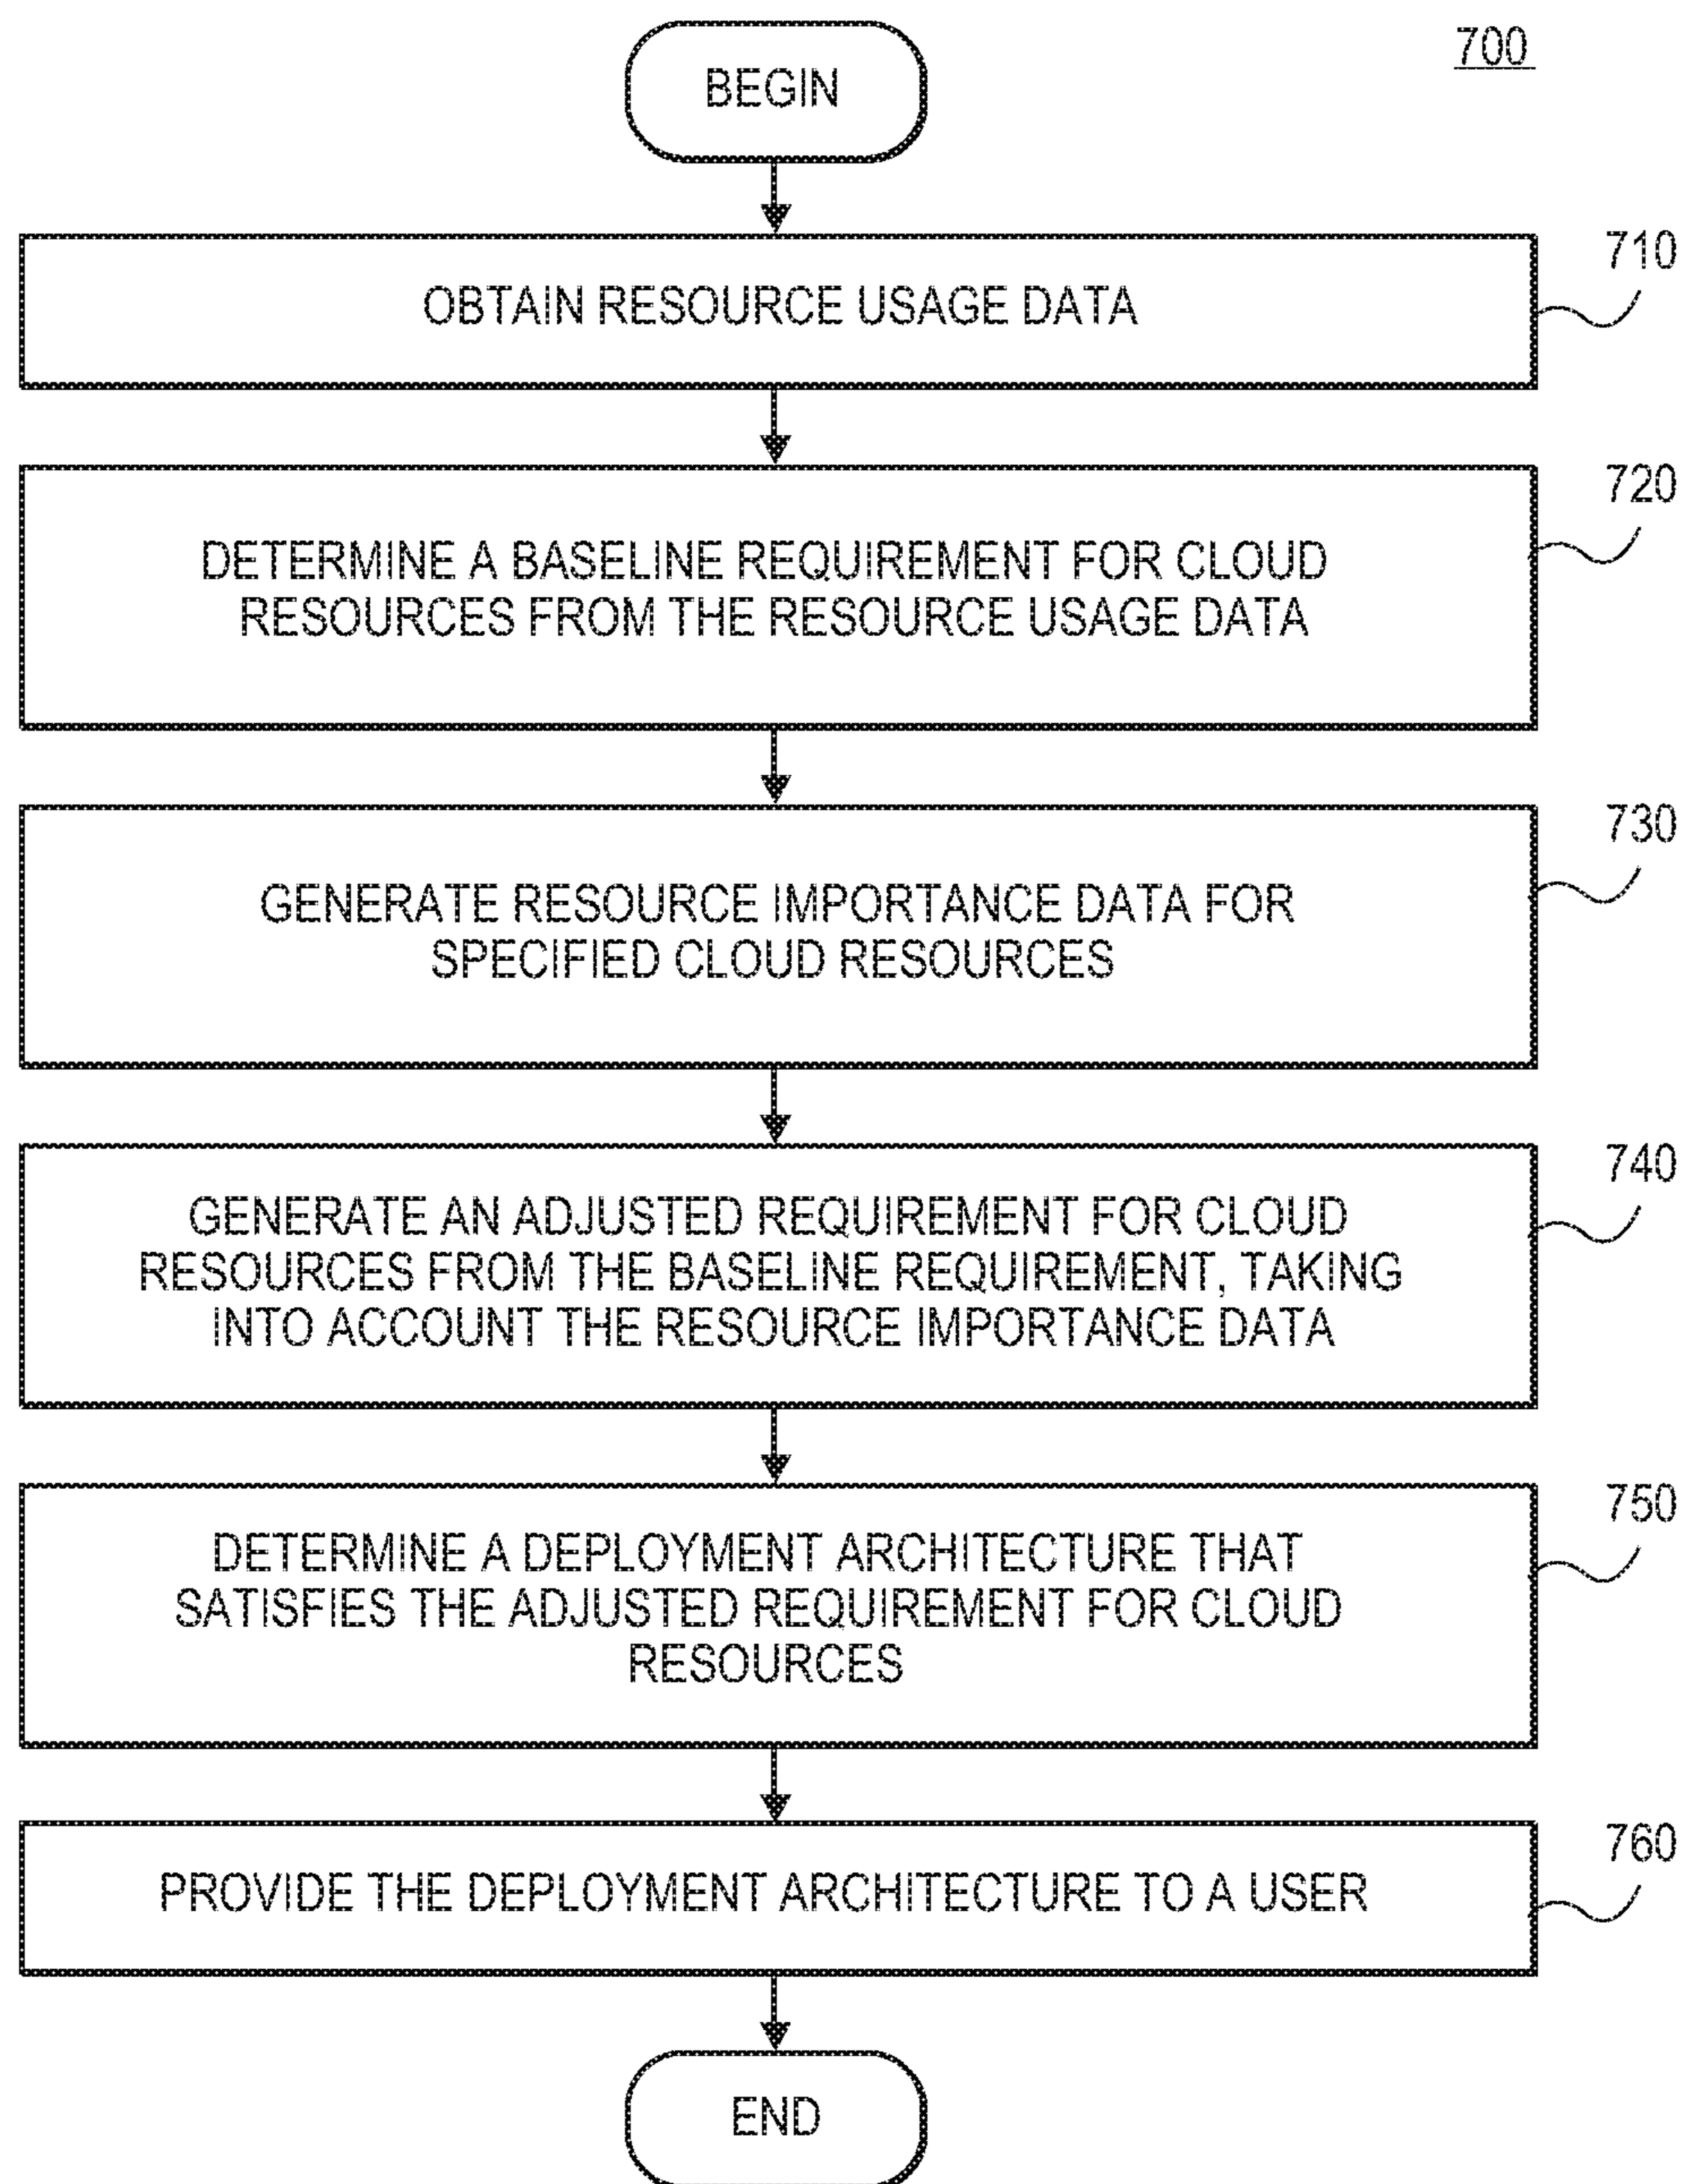 700
BEGIN
710
OBTAIN RESOURCE USAGE DATA
720
DETERMINE A BASELINE REQUIREMENT FOR CLOUD
RESOURCES FROM THE RESOURCE USAGE DATA
730
GENERATE RESOURCE IMPORTANCE DATA FOR
SPECIFIED CLOUD RESOURCES
740
GENERATE AN ADJUSTED REQUIREMENT FOR CLOUD
RESOURCES FROM THE BASELINE REQUIREMENT, TAKING
INTO ACCOUNT THE RESOURCE IMPORTANCE DATA
750
DETERMINE A DEPLOYMENT ARCHITECTURE THAT
SATISFIES THE ADJUSTED REQUIREMENT FOR CLOUD
RESOURCES
760
PROVIDE THE DEPLOYMENT ARCHITECTURE TO A USER
END